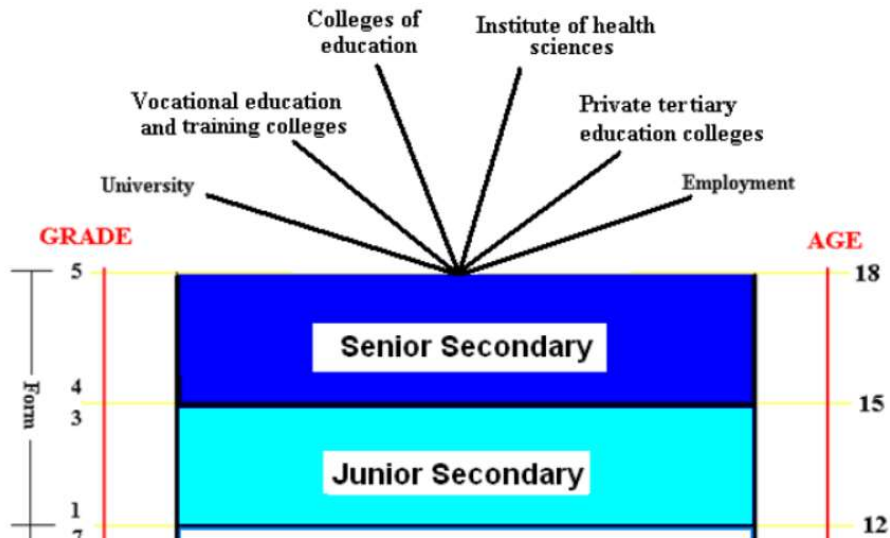 Colleges of
education
Institute of health
sciences
Vocational education
and training colleges
Private tertiary
education colleges
University
Employment
GRADE
AGE
5
18
Senior Secondary
4
Form
15
3
Junior Secondary
1
12
7